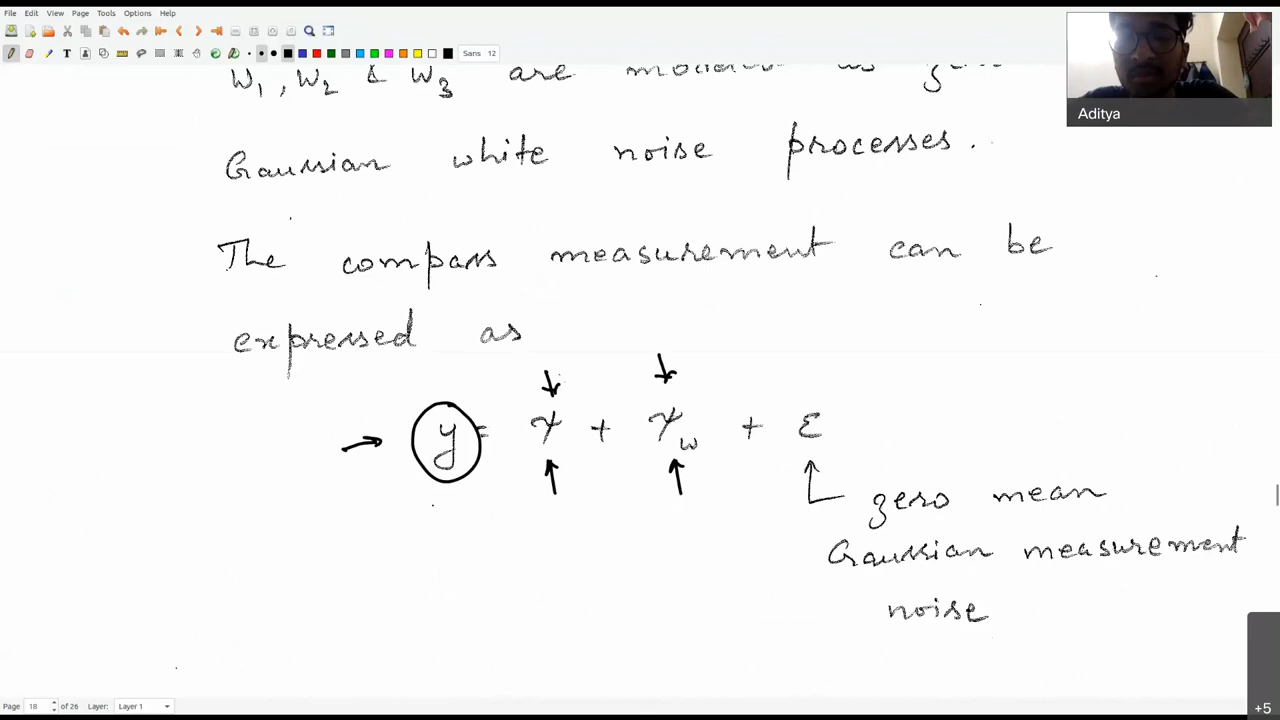 File Edit View Page Tools Options Help
Sans 12
Aditya
W1, W2 & W3 are
Gaussian white noise processes.
The compass measurement can be
expressed as
y = ψ + ψw + ε
zero mean
Gaussian measurement
noise
Page 18 of 26 Layer: Layer 1
+5